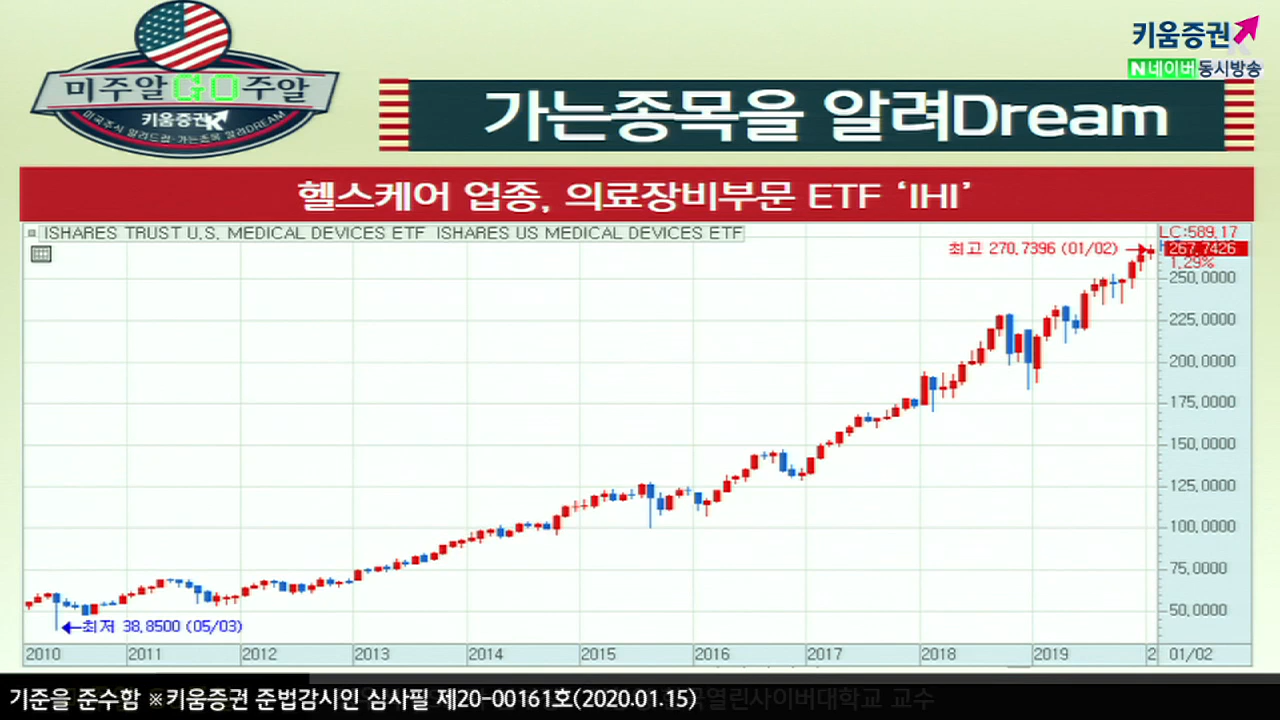 미주알GO주알
키움증권
미국주식 알려드림·가는종목 알려DREAM
키움증권
N 네이버 동시방송
가는종목을 알려Dream
헬스케어 업종, 의료장비부문 ETF ‘IHI’
ISHARES TRUST U.S. MEDICAL DEVICES ETF ISHARES US MEDICAL DEVICES ETF
LC:589.17
최고 270.7396 (01/02)
267.7426
1.29%
250.0000
225.0000
200.0000
175.0000
150.0000
125.0000
100.0000
75.0000
50.0000
최저 38.8500 (05/03)
2010 2011 2012 2013 2014 2015 2016 2017 2018 2019 2 01/02
기준을 준수함 ※키움증권 준법감시인 심사필 제20-00161호(2020.01.15)
국열린사이버대학교 교수